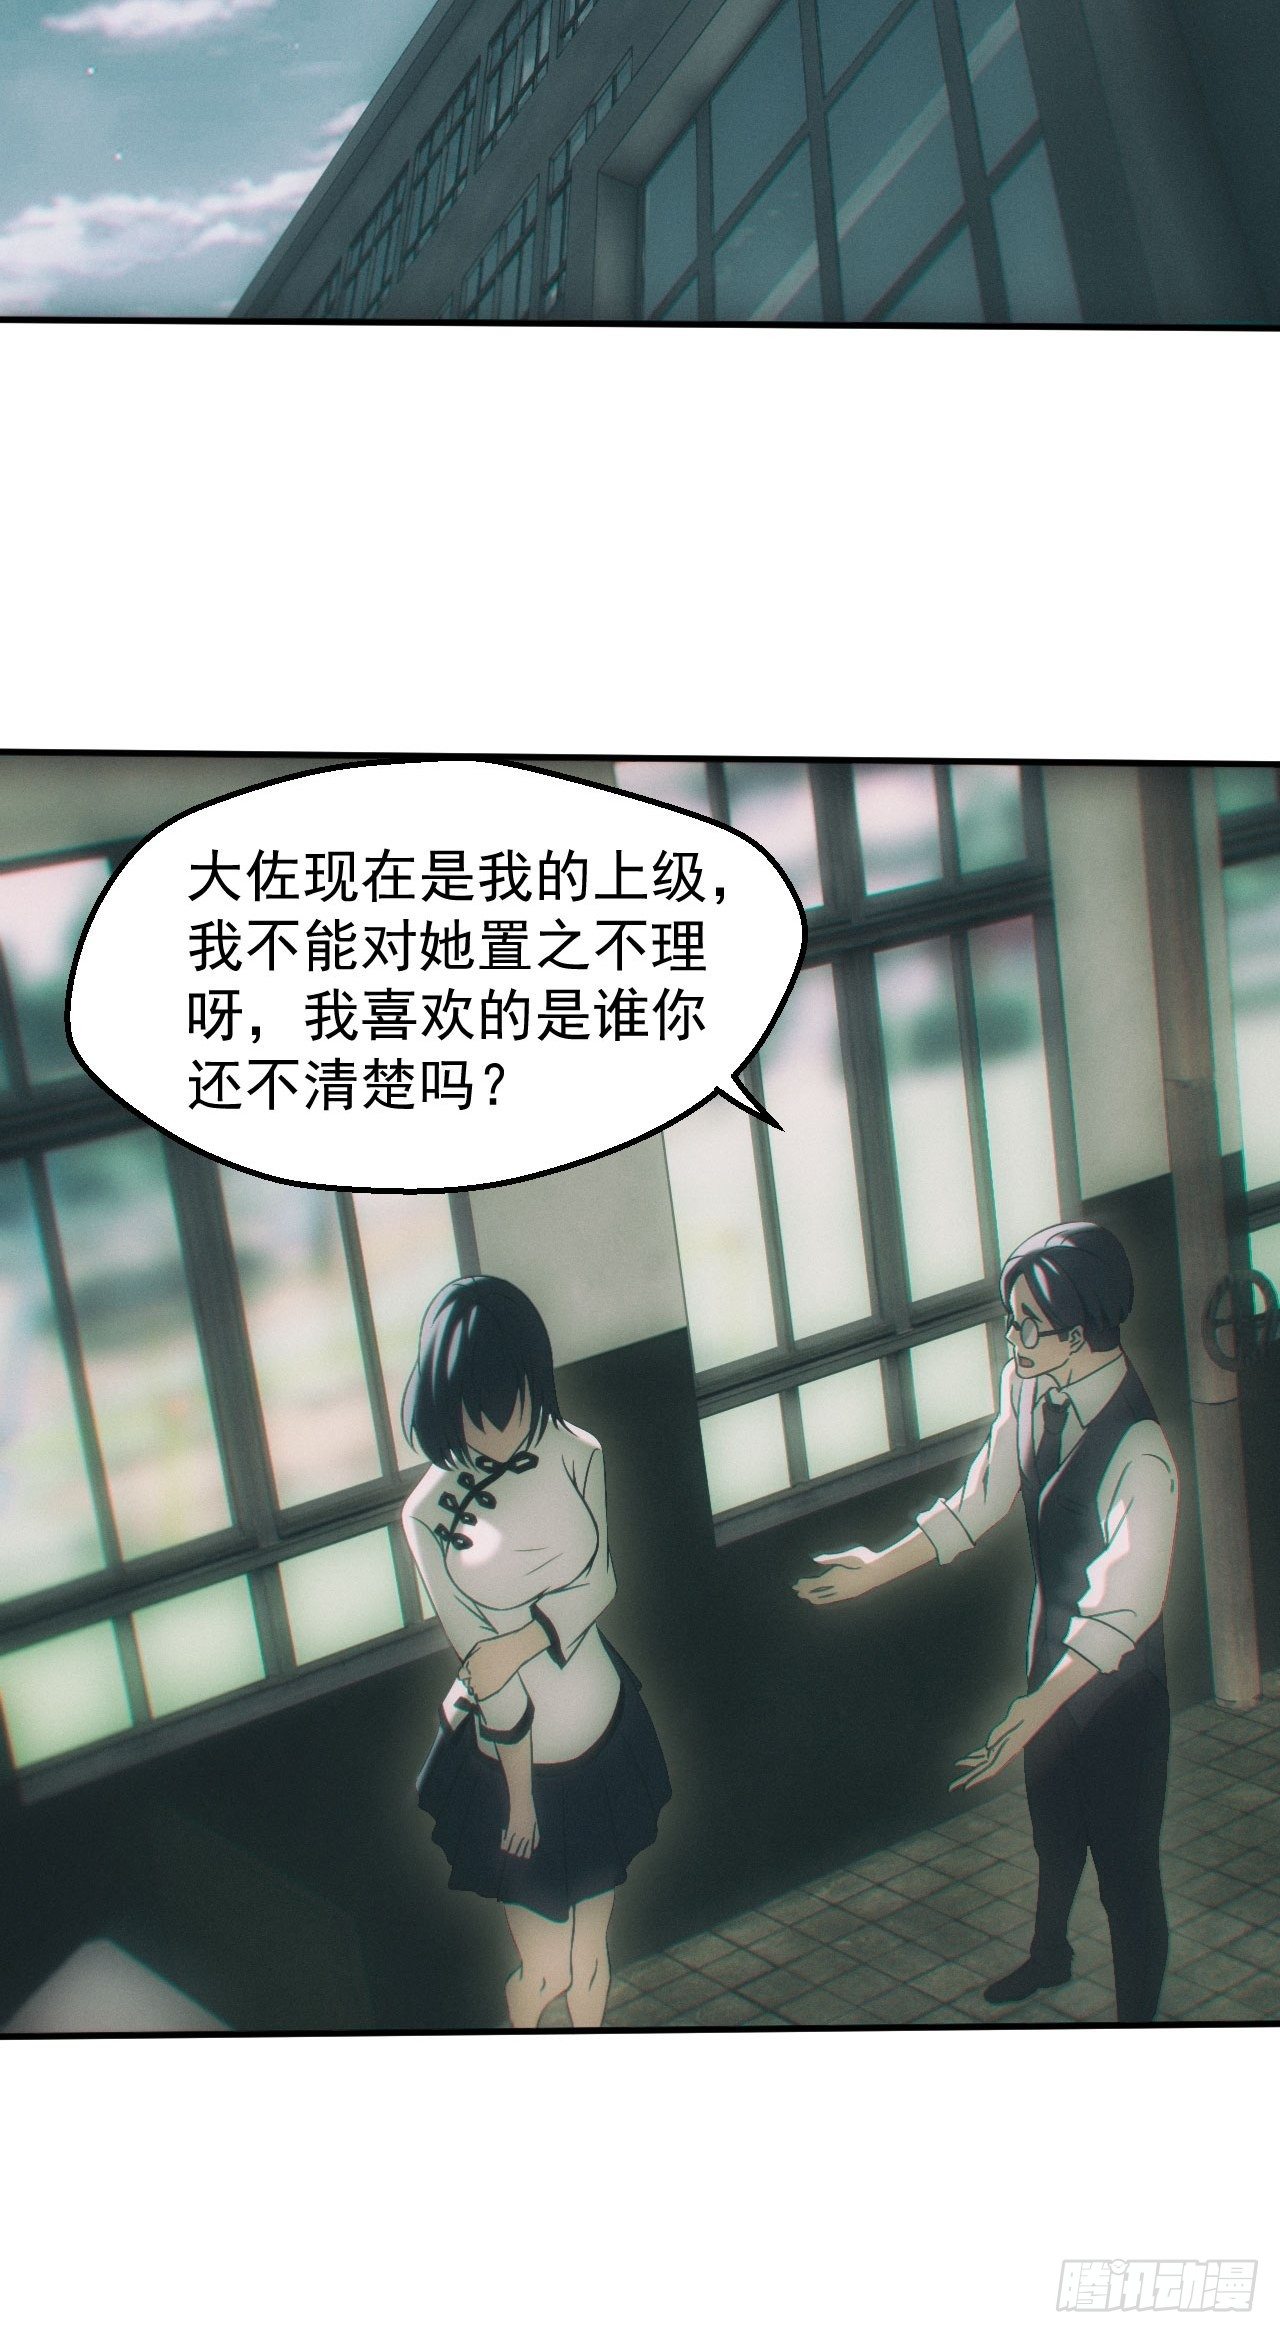 大佐现在是我的上级，
我不能对她置之不理
呀，我喜欢的是谁你
还不清楚吗？
腾讯动漫